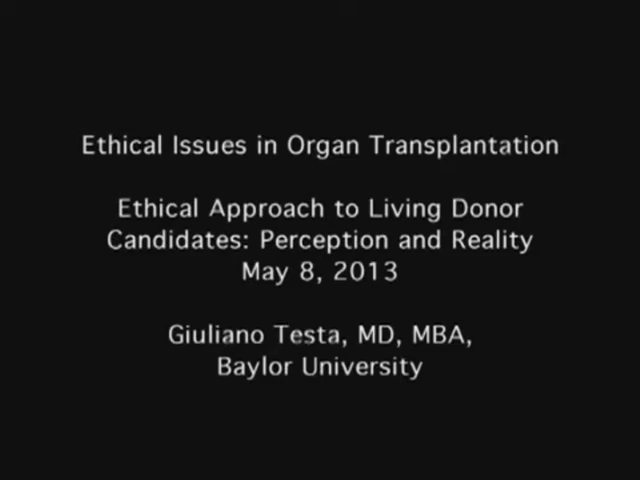 Ethical Issues in Organ Transplantation
Ethical Approach to Living Donor
Candidates: Perception and Reality
May 8, 2013
Giuliano Testa, MD, MBA,
Baylor University